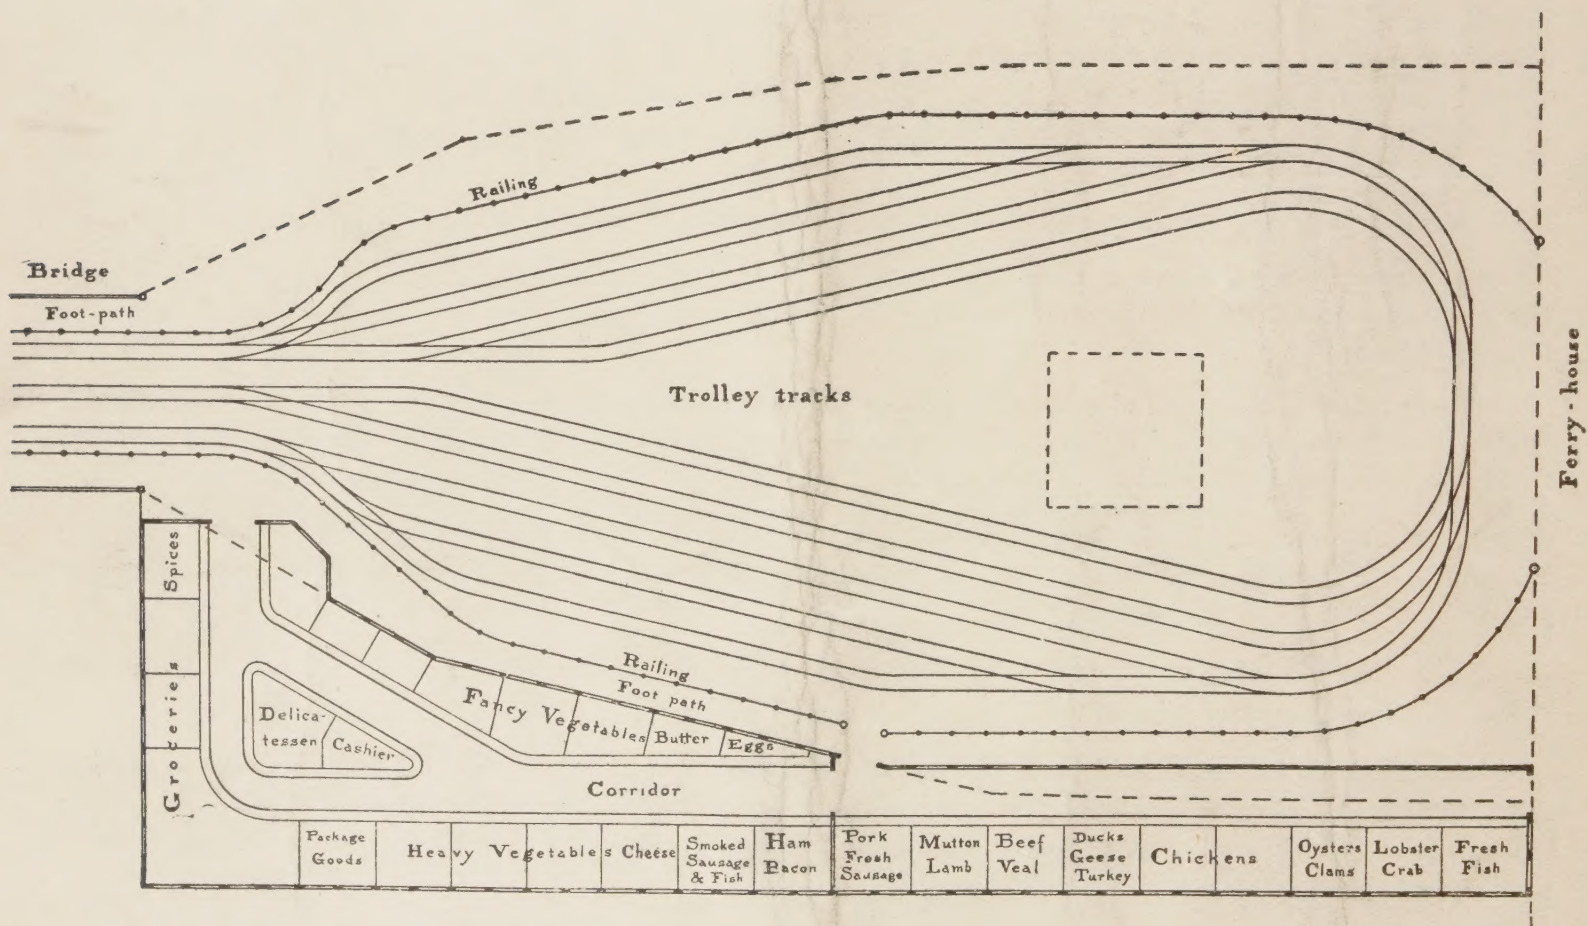 Bridge
Foot-path
Railing
Trolley tracks
Ferry-house
Spices
Groceries
Railing
Foot path
Fancy Vegetables
Butter
Eggs
Delica-
tessen
Cashier
Corridor
Package
Goods
Heavy Vegetables
Cheese
Smoked
Sausage
& Fish
Ham
Bacon
Pork
Fresh
Sausage
Mutton
Lamb
Beef
Veal
Ducks
Geese
Turkey
Chickens
Oysters
Clams
Lobster
Crab
Fresh
Fish